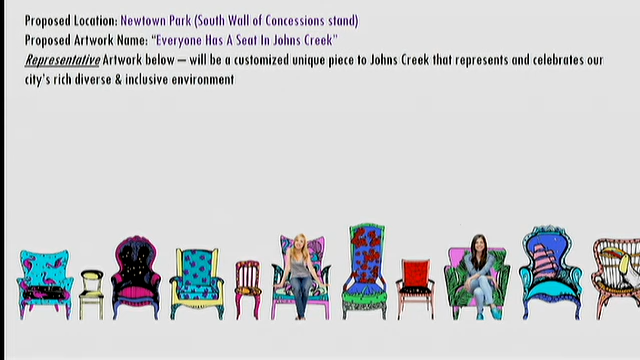 Proposed Location: Newtown Park (South Wall of Concessions stand)
Proposed Artwork Name: “Everyone Has A Seat In Johns Creek”
Representative Artwork below – will be a customized unique piece to Johns Creek that represents and celebrates our
city’s rich diverse & inclusive environment